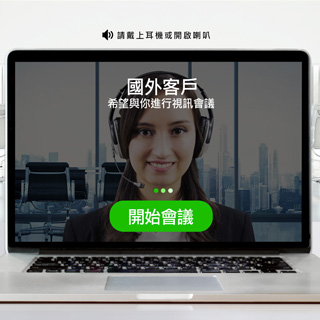 請戴上耳機或開啟喇叭
國外客戶
希望與你進行視訊會議
開始會議